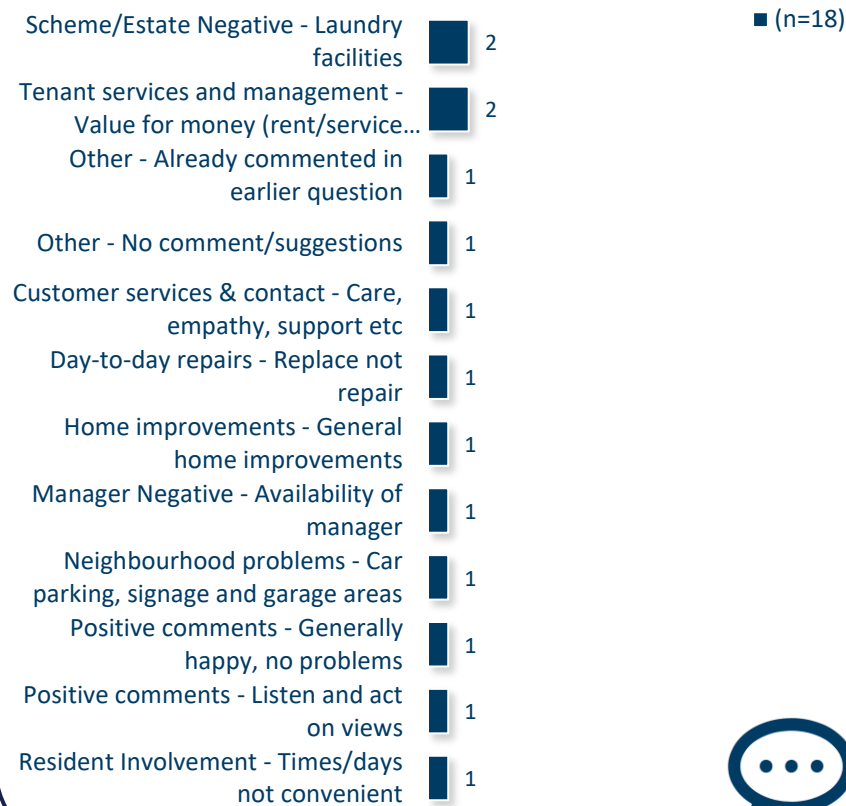 Scheme/Estate Negative - Laundry
facilities
2
(n=18)
Tenant services and management -
Value for money (rent/service...
2
Other - Already commented in
earlier question
1
Other - No comment/suggestions
1
Customer services & contact - Care,
empathy, support etc
1
Day-to-day repairs - Replace not
repair
1
Home improvements - General
home improvements
1
Manager Negative - Availability of
manager
1
Neighbourhood problems - Car
parking, signage and garage areas
1
Positive comments - Generally
happy, no problems
1
Positive comments - Listen and act
on views
1
Resident Involvement - Times/days
not convenient
1